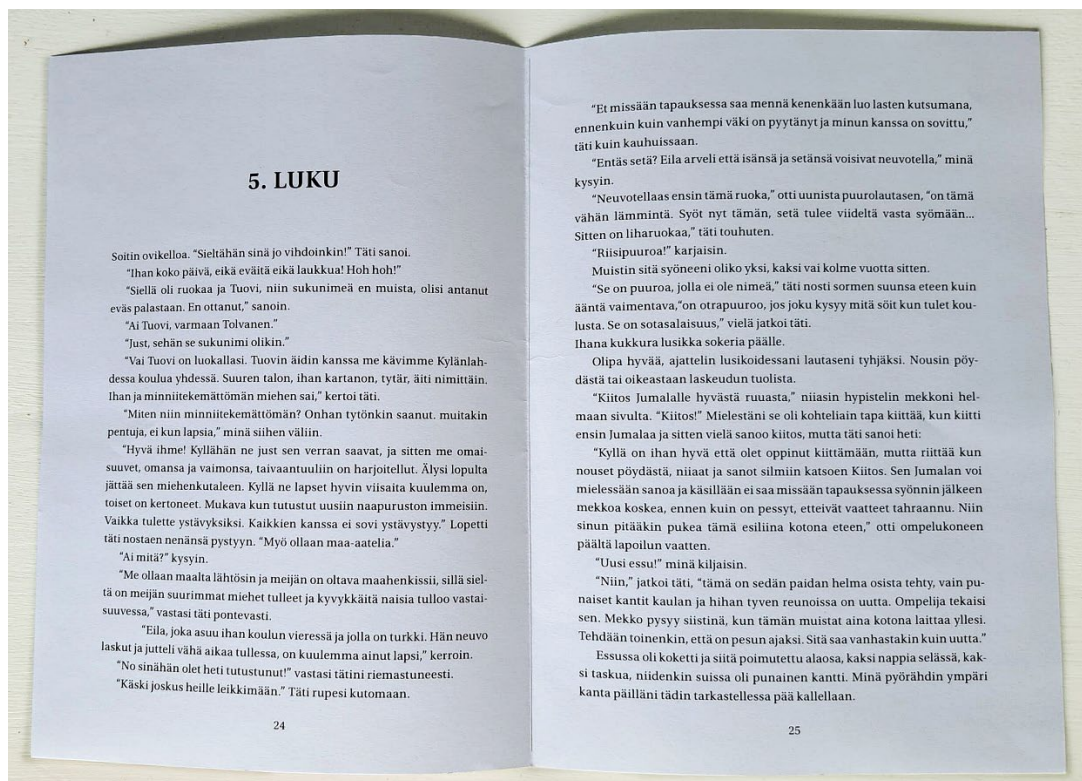 5. LUKU
Soitin ovikelloa. “Sieltähän sinä jo vihdoinkin!” Täti sanoi.
“Ihan koko päivä, eikä eväitä eikä laukkua! Hoh hoh!”
“Siellä oli ruokaa ja Tuovi, niin sukunimeä en muista, olisi antanut
eväs palastaan. En ottanut,” sanoin.
“Ai Tuovi, varmaan Tolvanen.”
“Just, sehän se sukunimi olikin.”
“Vai Tuovi on luokallasi. Tuovin äidin kanssa me kävimme Kylänlah-
dessa koulua yhdessä. Suuren talon, ihan kartanon, tytär, äiti nimittäin.
Ihan ja minniitekemättömän miehen sai,” kertoi täti.
“Miten niin minniitekemättömän? Onhan tytönkin saanut. muitakin
pentuja, ei kun lapsia,” minä siihen väliin.
“Hyvä ihme! Kyllähän ne just sen verran saavat, ja sitten me omai-
suuvet, omansa ja vaimonsa, taivaantuuliin on harjoitellut. Älysi lopulta
jättää sen miehenkutaleen. Kyllä ne lapset hyvin viisaita kuulemma on,
toiset on kertoneet. Mukava kun tutustut uusiin naapuruston immeisiin.
Vaikka tulette ystävyksiksi. Kaikkien kanssa ei sovi ystävystyy.” Lopetti
täti nostaen nenänsä pystyyn. “Myö ollaan maa-aatelia.”
“Ai mitä?” kysyin.
“Me ollaan maalta lähtösin ja meijän on oltava maahenkissii, sillä siel-
tä on meijän suurimmat miehet tulleet ja kyvykkäitä naisia tulloo vastai-
suuvessa,” vastasi täti pontevasti.
“Eila, joka asuu ihan koulun vieressä ja jolla on turkki. Hän neuvo
laskut ja jutteli vähä aikaa tullessa, on kuulemma ainut lapsi,” kerroin.
“No sinähän olet heti tutustunut!” vastasi tätini riemastuneesti.
“Käski joskus heille leikkimään.” Täti rupesi kutomaan.
24
“Et missään tapauksessa saa mennä kenenkään luo lasten kutsumana,
ennenkuin kuin vanhempi väki on pyytänyt ja minun kanssa on sovittu,”
täti kuin kauhuissaan.
“Entäs setä? Eila arveli että isänsä ja setänsä voisivat neuvotella,” minä
kysyin.
“Neuvotellaas ensin tämä ruoka,” otti uunista puurolautasen, “on tämä
vähän lämmintä. Syöt nyt tämän, setä tulee viideltä vasta syömään...
Sitten on liharuokaa,” täti touhuten.
“Riisipuuroa!” karjaisin.
Muistin sitä syöneeni oliko yksi, kaksi vai kolme vuotta sitten.
“Se on puuroa, jolla ei ole nimeä,” täti nosti sormen suunsa eteen kuin
ääntä vaimentava,“on otrapuuroo, jos joku kysy mitä söit kun tulet kou-
lusta. Se on sotasalaisuus,” vielä jatkoi täti.
Ihana kukkura lusikka sokeria päälle.
Olipa hyvää, ajattelin lusikoidessani lautaseni tyhjäksi. Nousin pöy-
dästä tai oikeastaan laskeudun tuolista.
“Kiitos Jumalalle hyvästä ruuasta,” niiasin hypistelin mekkoni hel-
maan sivulta. “Kiitos!” Mielestäni se oli kohteliain tapa kiittää, kun kiitti
ensin Jumalaa ja sitten vielä sanoo kiitos, mutta täti sanoi heti:
“Kyllä on ihan hyvä että olet oppinut kiittämään, mutta riittää kun
nouset pöydästä, niiaat ja sanot silmiin katsoen Kiitos. Sen Jumalan voi
mielessään sanoa ja käsillään ei saa missään tapauksessa syönnin jälkeen
mekkoa koskea, ennen kuin on pessyt, etteivät vaatteet tahraannu. Niin
sinun pitääkin pukea tämä esiliina kotona eteen,” otti ompelukoneen
päältä lapoilun vaatten.
“Uusi essu!” minä kiljaisin.
“Niin,” jatkoi täti, “tämä on sedän paidan helma osista tehty, vain pu-
naiset kantit kaulan ja hihan tyven reunoissa on uutta. Ompelija tekaisi
sen. Mekko pysyy siistinä, kun tämän muistat aina kotona laittaa yllesi.
Tehdään toinenkin, että on pesun ajaksi. Sitä saa vanhastakin kuin uutta.”
Essussa oli koketti ja siitä poimutettu alaosa, kaksi nappia selässä, kak-
si taskua, niidenkin suissa oli punainen kantti. Minä pyörähdin ympäri
kanta päilläni tädin tarkastellessa pää kallellaan.
25